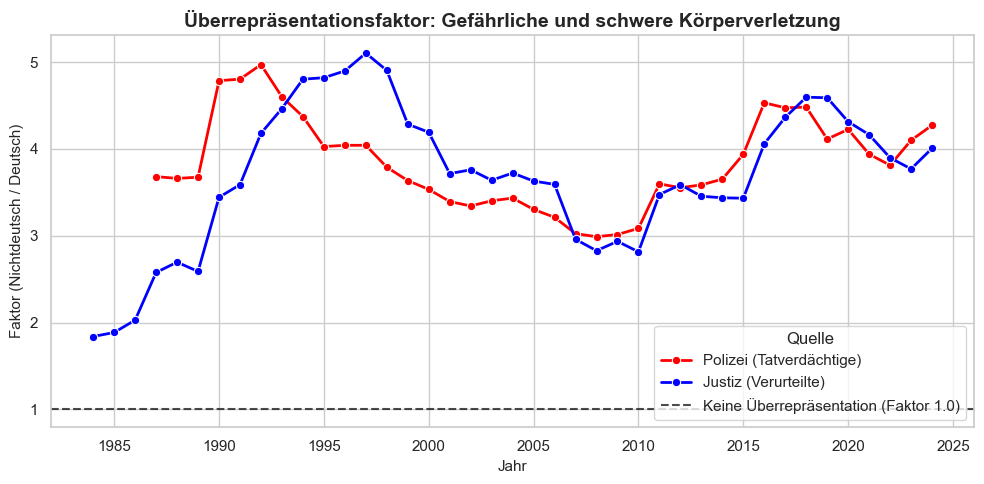 Überrepräsentationsfaktor: Gefährliche und schwere Körperverletzung
Faktor (Nichtdeutsch / Deutsch)
5
4
3
2
1
Quelle
Polizei (Tatverdächtige)
Justiz (Verurteilte)
Keine Überrepräsentation (Faktor 1.0)
1985 1990 1995 2000 2005 2010 2015 2020 2025
Jahr